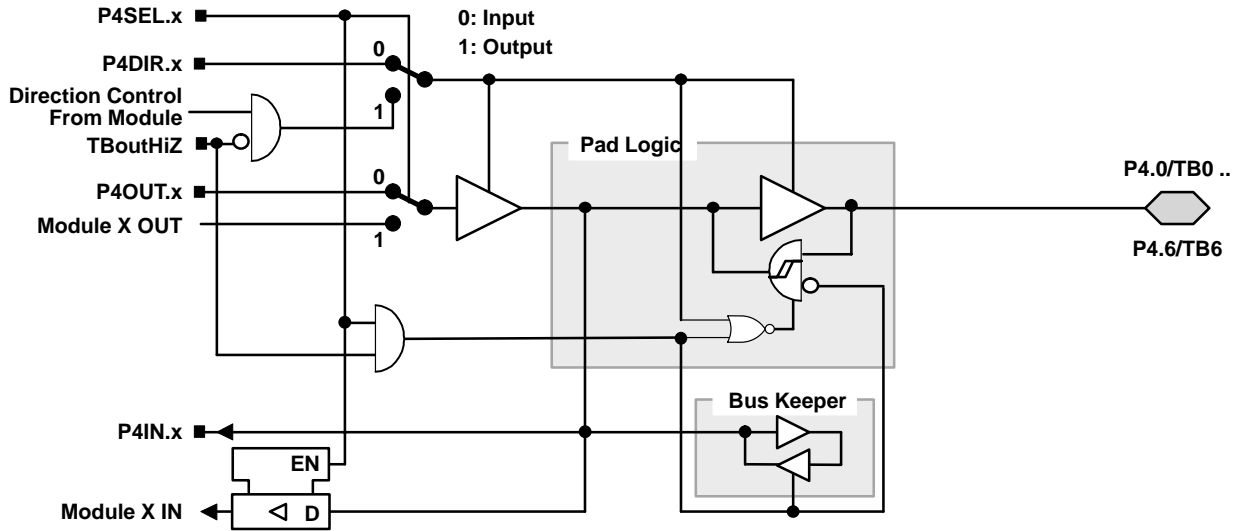 P4SEL.x
0: Input
1: Output
0
P4DIR.x
Direction Control
From Module
1
TBoutHiZ
Pad Logic
P4OUT.x
0
Module X OUT
1
P4.0/TB0 ..
P4.6/TB6
Bus Keeper
P4IN.x
EN
Module X IN
D